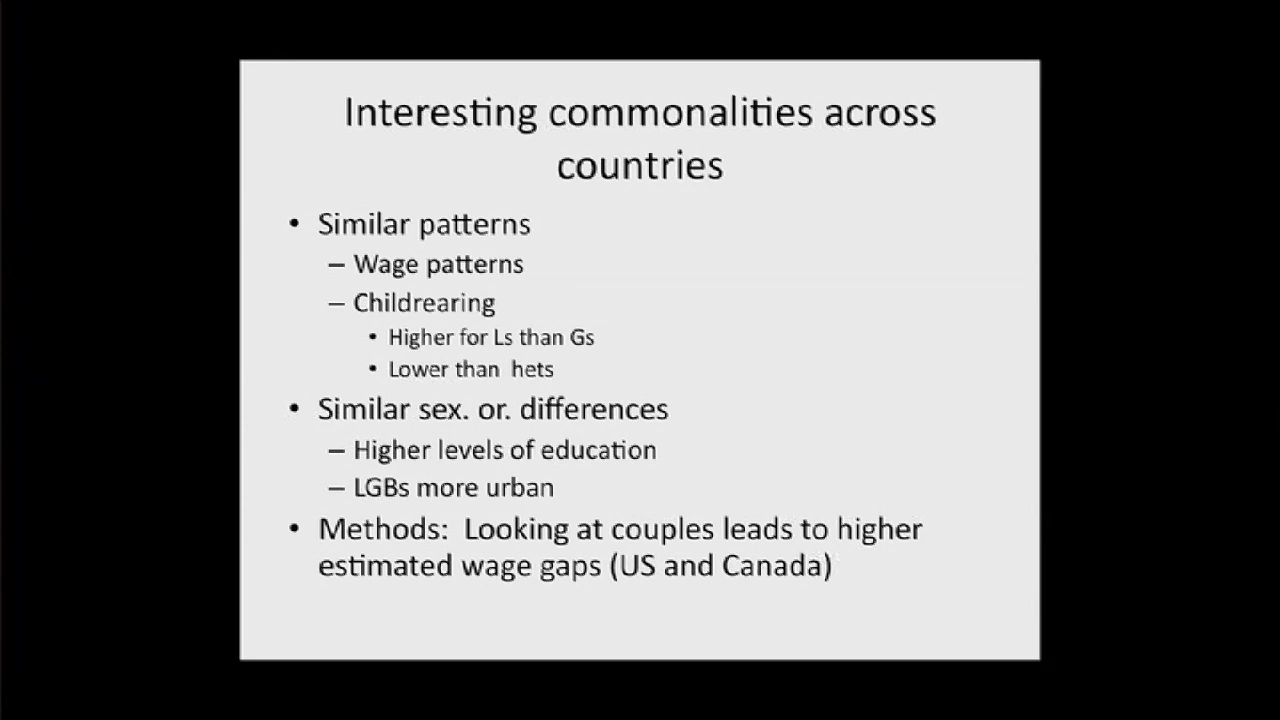 Interesting commonalities across
countries
• Similar patterns
– Wage patterns
– Childrearing
• Higher for Ls than Gs
• Lower than hets
• Similar sex. or. differences
– Higher levels of education
– LGBs more urban
• Methods: Looking at couples leads to higher
estimated wage gaps (US and Canada)